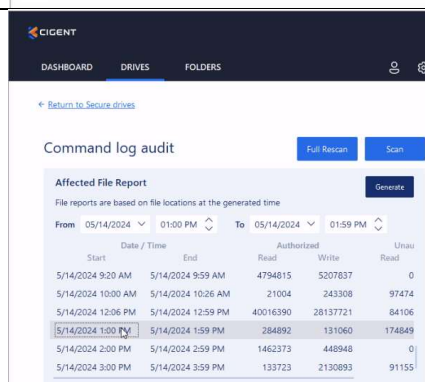 CIGENT
DASHBOARD DRIVES FOLDERS
← Return to Secure drives
Command log audit Full Rescan Scan
Affected File Report Generate
File reports are based on file locations at the generated time
From 05/14/2024 01:00 PM To 05/14/2024 01:59 PM
Date / Time Authorized Unau
Start End Read Write Read
5/14/2024 9:20 AM 5/14/2024 9:59 AM 4794815 5207837 0
5/14/2024 10:00 AM 5/14/2024 10:26 AM 21004 243308 97474
5/14/2024 12:06 PM 5/14/2024 12:59 PM 40016390 28137721 84106
5/14/2024 1:00 PM 5/14/2024 1:59 PM 284892 131060 174849
5/14/2024 2:00 PM 5/14/2024 2:59 PM 1462373 448948 0
5/14/2024 3:00 PM 5/14/2024 3:59 PM 133723 2130893 91155